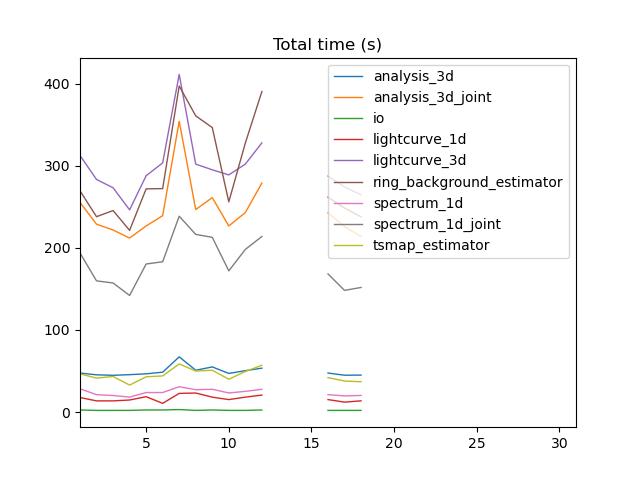 Total time (s)
400
300
200
100
0
5
10
15
20
25
30
analysis_3d
analysis_3d_joint
io
lightcurve_1d
lightcurve_3d
ring_background_estimator
spectrum_1d
spectrum_1d_joint
tsmap_estimator